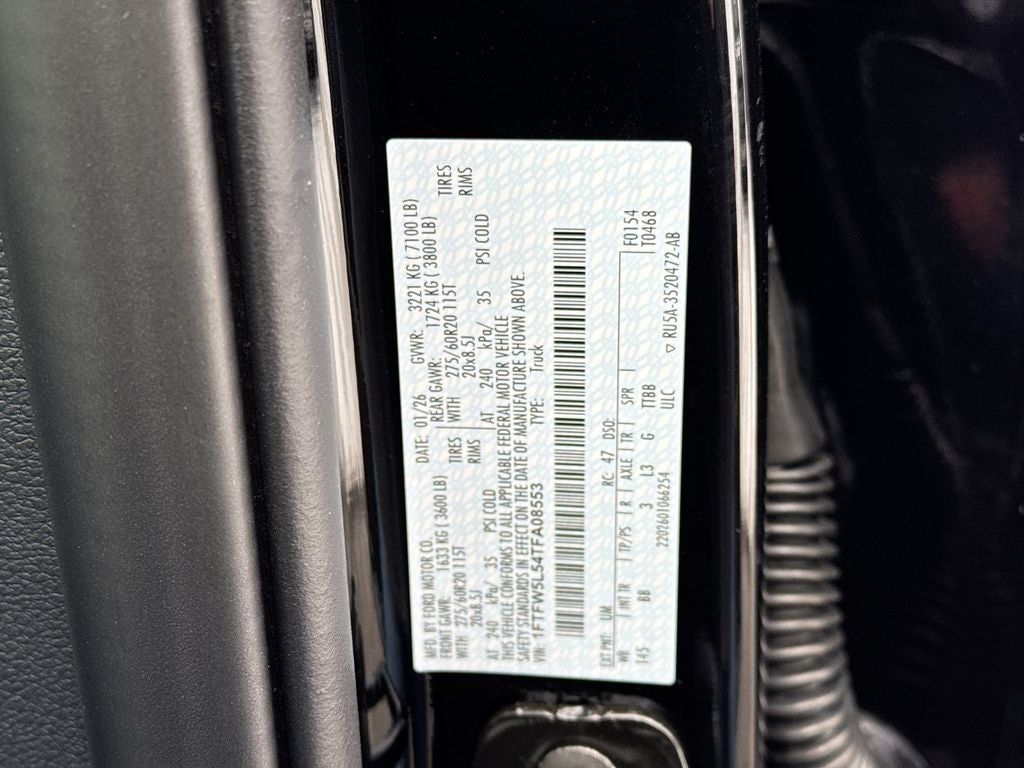 MFD. BY FORD MOTOR CO. DATE: 01/26 GVWR: 3221 KG ( 7100 LB)
FRONT GAWR: 1633 KG ( 3600 LB) REAR GAWR: 1724 KG ( 3800 LB)
WITH 275/60R20 115T TIRES WITH 275/60R20 115T TIRES
20x8.5J RIMS 20x8.5J RIMS
AT 240 kPa/ 35 PSI COLD AT 240 kPa/ 35 PSI COLD
THIS VEHICLE CONFORMS TO ALL APPLICABLE FEDERAL MOTOR VEHICLE
SAFETY STANDARDS IN EFFECT ON THE DATE OF MANUFACTURE SHOWN ABOVE.
VIN: 1FTFW5L54TFA08553 TYPE: Truck
EXT PNT: UM RC: 47 DSO: F0154
WB INT TR TP/PS R AXLE TR SPR T0468
145 BB 3 L3 G TTBB
2202601066254 ULC ▽ RU5A-3520472-AB